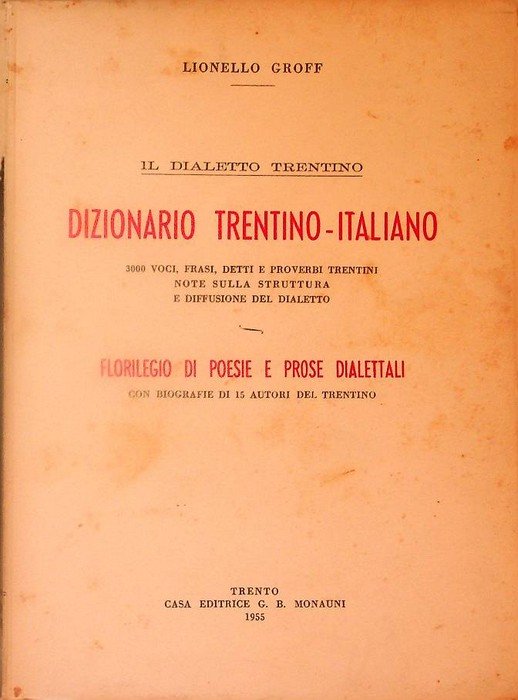 LIONELLO GROFF
IL DIALETTO TRENTINO
DIZIONARIO TRENTINO-ITALIANO
3000 VOCI, FRASI, DETTI E PROVERBI TRENTINI
NOTE SULLA STRUTTURA
E DIFFUSIONE DEL DIALETTO
FLORILEGIO DI POESIE E PROSE DIALETTALI
CON BIOGRAFIE DI 15 AUTORI DEL TRENTINO
TRENTO
CASA EDITRICE G. B. MONAUNI
1955